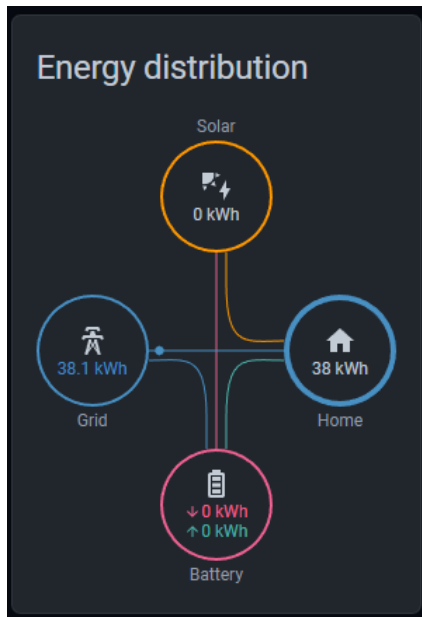 Energy distribution
Solar
0 kWh
38.1 kWh
Grid
38 kWh
Home
↓ 0 kWh
↑ 0 kWh
Battery